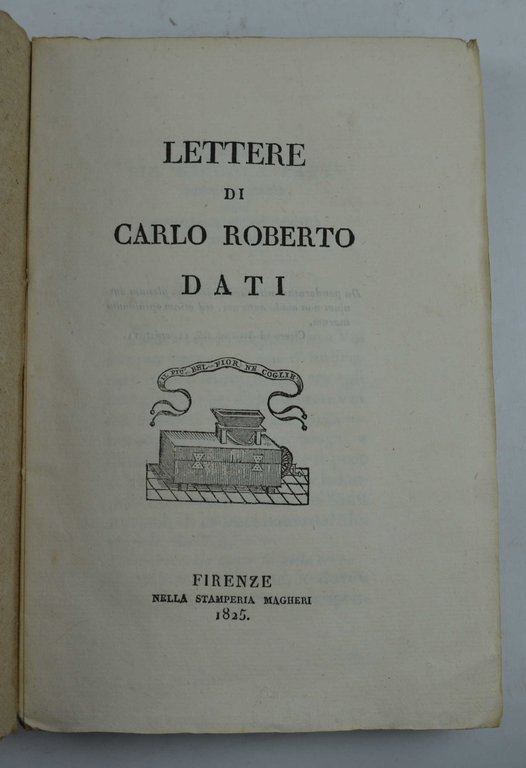 LETTERE
DI
CARLO ROBERTO
DATI
IL PIÙ BEL FIOR NE COGLIE
FIRENZE
NELLA STAMPERIA MAGHERI
1825.